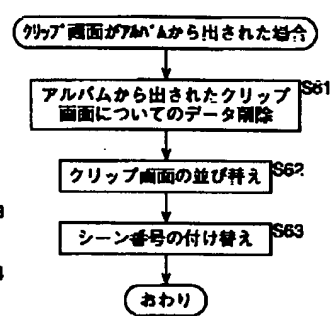 クリップ画面がアルバムから出された場合
アルバムから出されたクリップ
画面についてのデータ削除
S61
クリップ画面の並び替え
S62
シーン番号の付け替え
S63
おわり